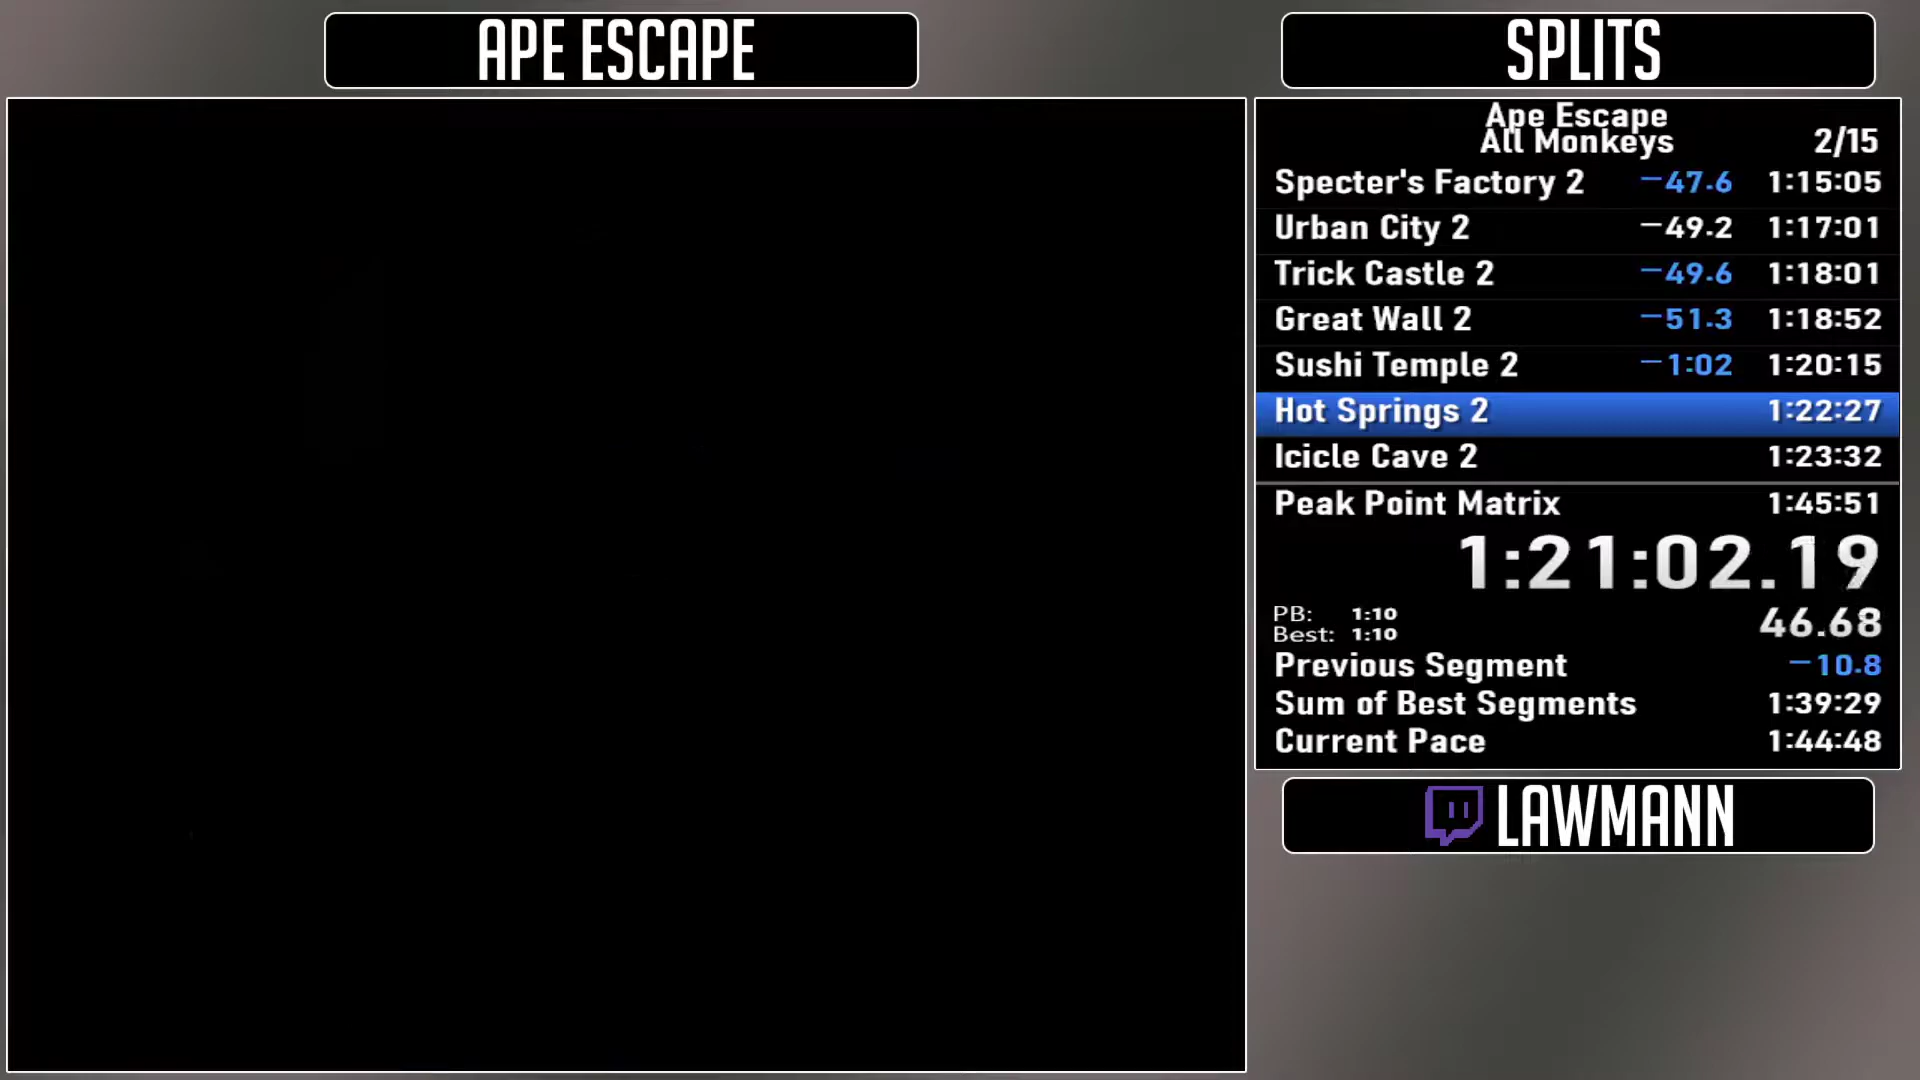 APE ESCAPE
SPLITS
Ape Escape
All Monkeys 2/15
Specter's Factory 2 −47.6 1:15:05
Urban City 2 −49.2 1:17:01
Trick Castle 2 −49.6 1:18:01
Great Wall 2 −51.3 1:18:52
Sushi Temple 2 −1:02 1:20:15
Hot Springs 2 1:22:27
Icicle Cave 2 1:23:32
Peak Point Matrix 1:45:51
1:21:02.19
PB: 1:10
Best: 1:10
46.68
Previous Segment −10.8
Sum of Best Segments 1:39:29
Current Pace 1:44:48
LAWMANN